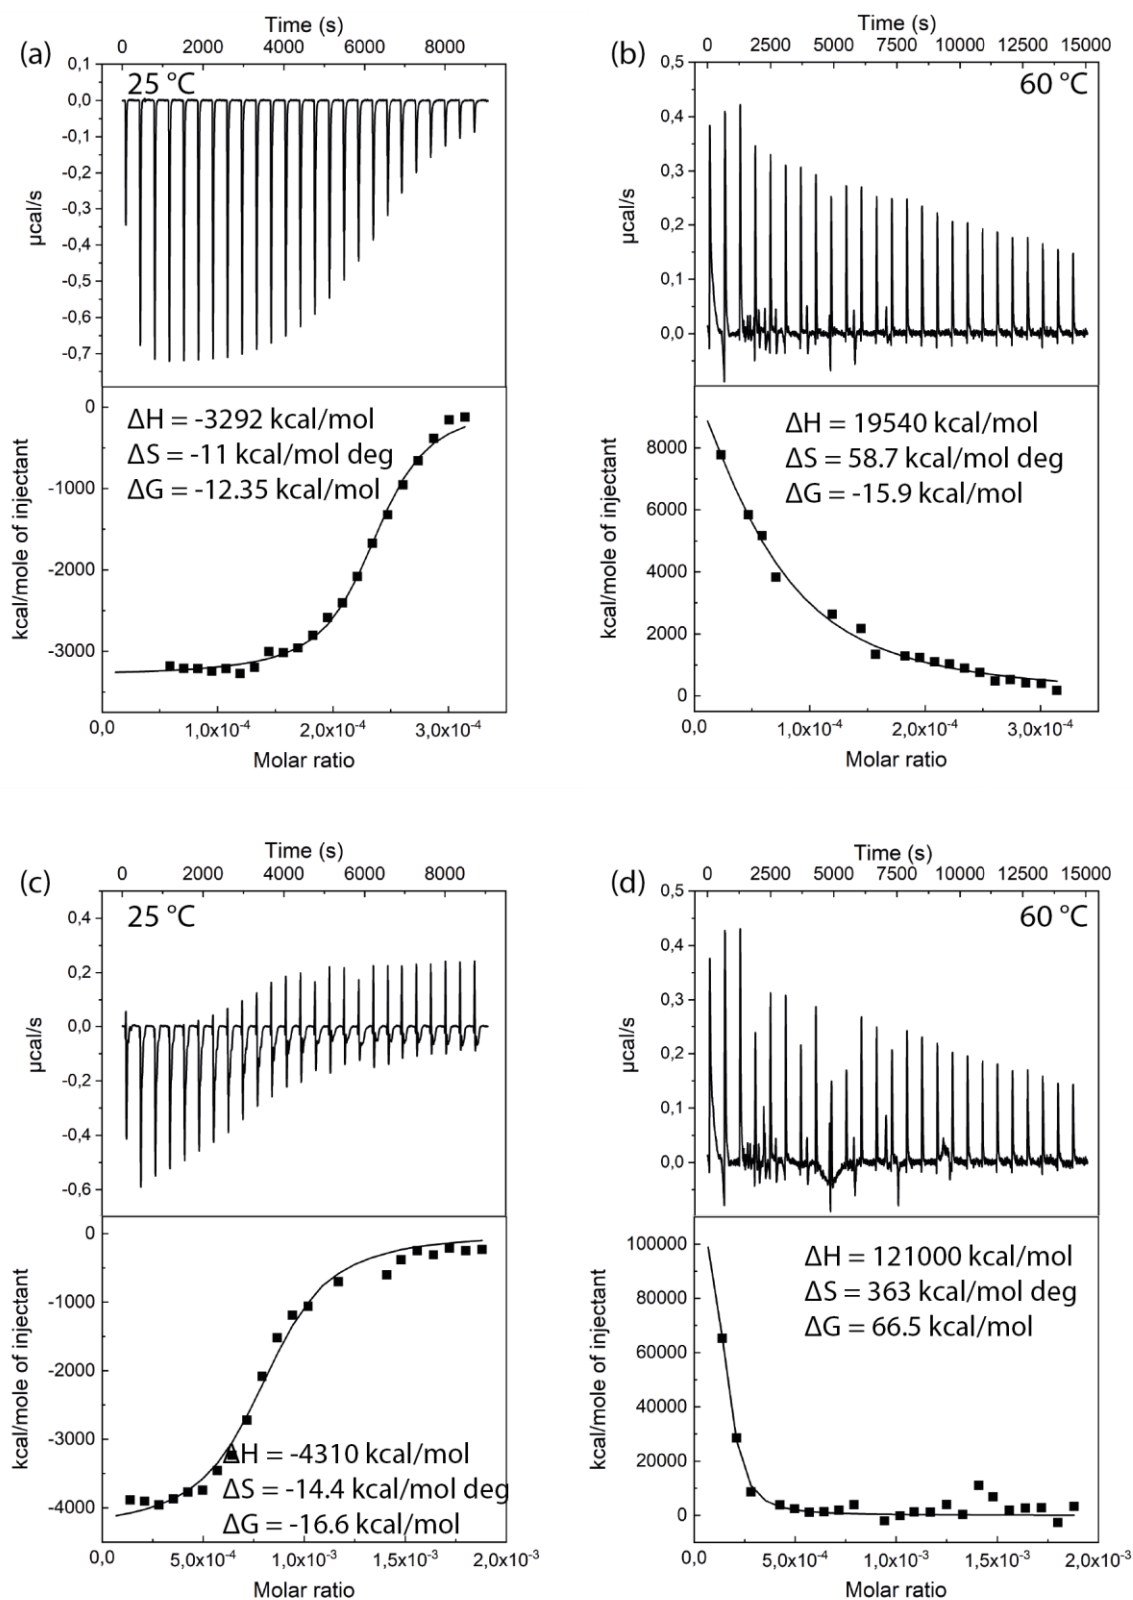 (a)
Time (s)
0 2000 4000 6000 8000
25 °C
0,1
0,0
-0,1
-0,2
-0,3
-0,4
-0,5
-0,6
-0,7
µcal/s
ΔH = -3292 kcal/mol
ΔS = -11 kcal/mol deg
ΔG = -12.35 kcal/mol
0
-1000
-2000
-3000
kcal/mole of injectant
0,0 1,0x10⁻⁴ 2,0x10⁻⁴ 3,0x10⁻⁴
Molar ratio
(b)
Time (s)
0 2500 5000 7500 10000 12500 15000
60 °C
0,5
0,4
0,3
0,2
0,1
0,0
µcal/s
ΔH = 19540 kcal/mol
ΔS = 58.7 kcal/mol deg
ΔG = -15.9 kcal/mol
8000
6000
4000
2000
0
kcal/mole of injectant
0,0 1,0x10⁻⁴ 2,0x10⁻⁴ 3,0x10⁻⁴
Molar ratio
(c)
Time (s)
0 2000 4000 6000 8000
25 °C
0,4
0,2
0,0
-0,2
-0,4
-0,6
µcal/s
0
-1000
-2000
-3000
-4000
kcal/mole of injectant
ΔH = -4310 kcal/mol
ΔS = -14.4 kcal/mol deg
ΔG = -16.6 kcal/mol
0,0 5,0x10⁻⁴ 1,0x10⁻³ 1,5x10⁻³ 2,0x10⁻³
Molar ratio
(d)
Time (s)
0 2500 5000 7500 10000 12500 15000
60 °C
0,5
0,4
0,3
0,2
0,1
0,0
µcal/s
ΔH = 121000 kcal/mol
ΔS = 363 kcal/mol deg
ΔG = 66.5 kcal/mol
100000
80000
60000
40000
20000
0
kcal/mole of injectant
0,0 5,0x10⁻⁴ 1,0x10⁻³ 1,5x10⁻³ 2,0x10⁻³
Molar ratio